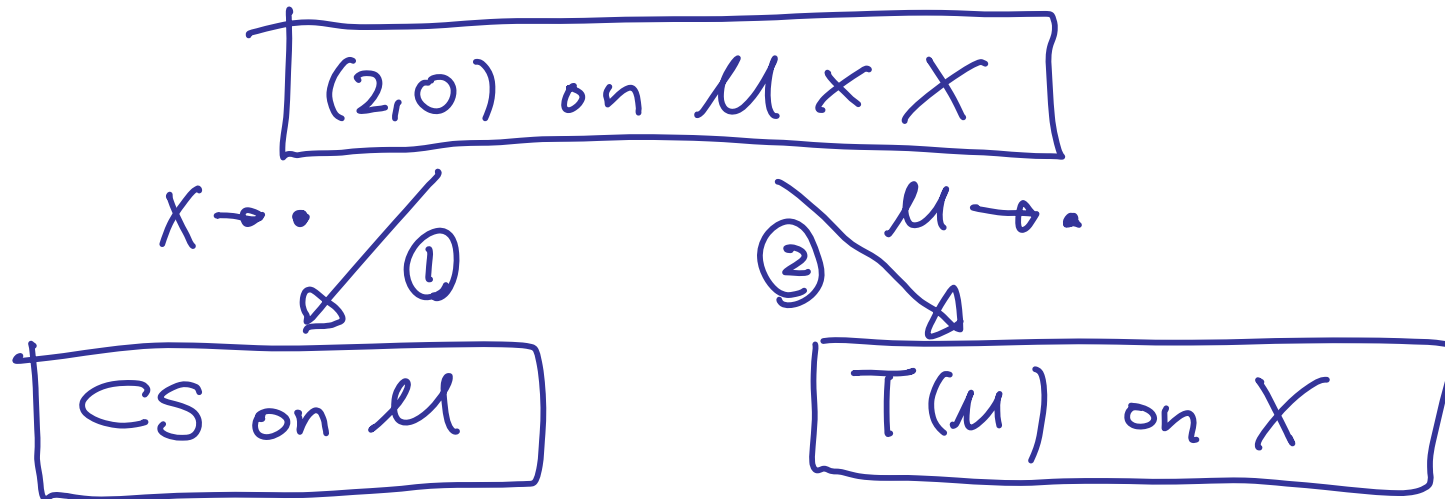 (2,0) on M × X
X → •
①
②
M → •
CS on M
T(M) on X